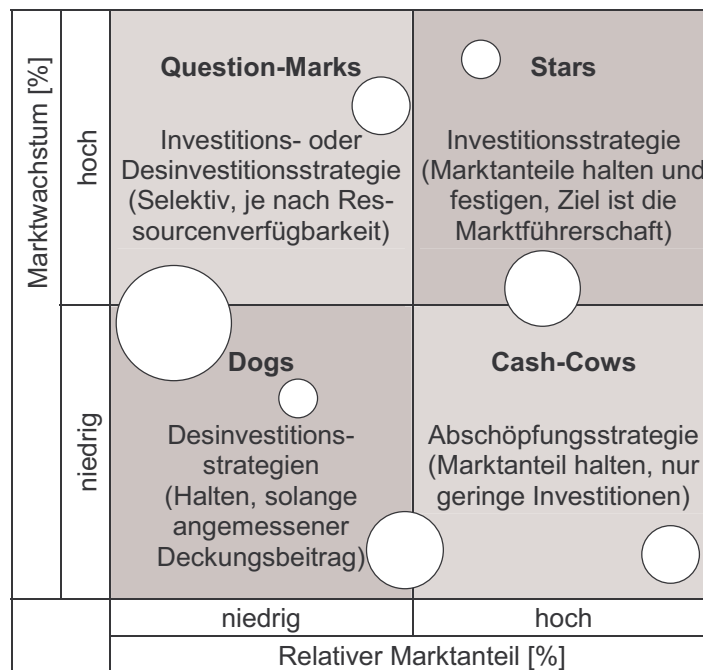 Marktwachstum [%]
hoch
niedrig
Question-Marks
Investitions- oder
Desinvestitionsstrategie
(Selektiv, je nach Res-
sourcenverfügbarkeit)
Stars
Investitionsstrategie
(Marktanteile halten und
festigen, Ziel ist die
Marktführerschaft)
Dogs
Desinvestitions-
strategien
(Halten, solange
angemessener
Deckungsbeitrag)
Cash-Cows
Abschöpfungsstrategie
(Marktanteil halten, nur
geringe Investitionen)
niedrig
hoch
Relativer Marktanteil [%]